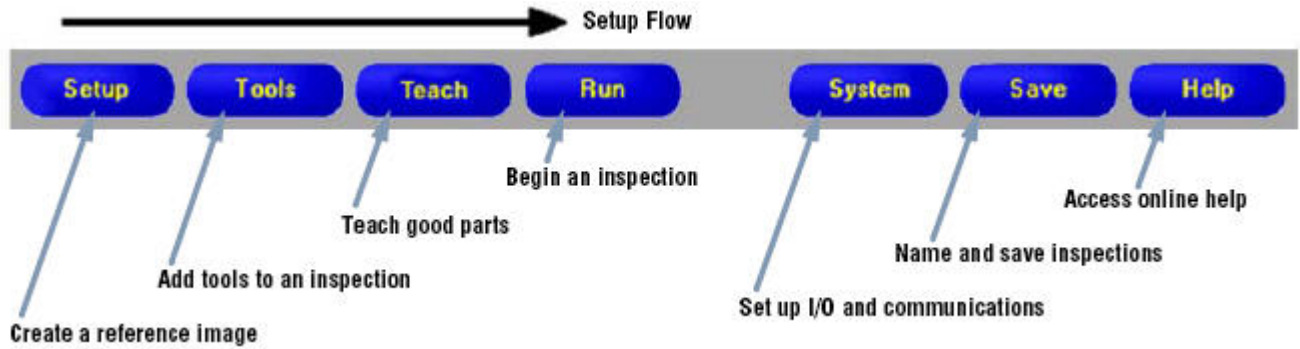 Setup Flow
Setup Tools Teach Run System Save Help
Begin an inspection
Access online help
Teach good parts
Name and save inspections
Add tools to an inspection
Set up I/O and communications
Create a reference image